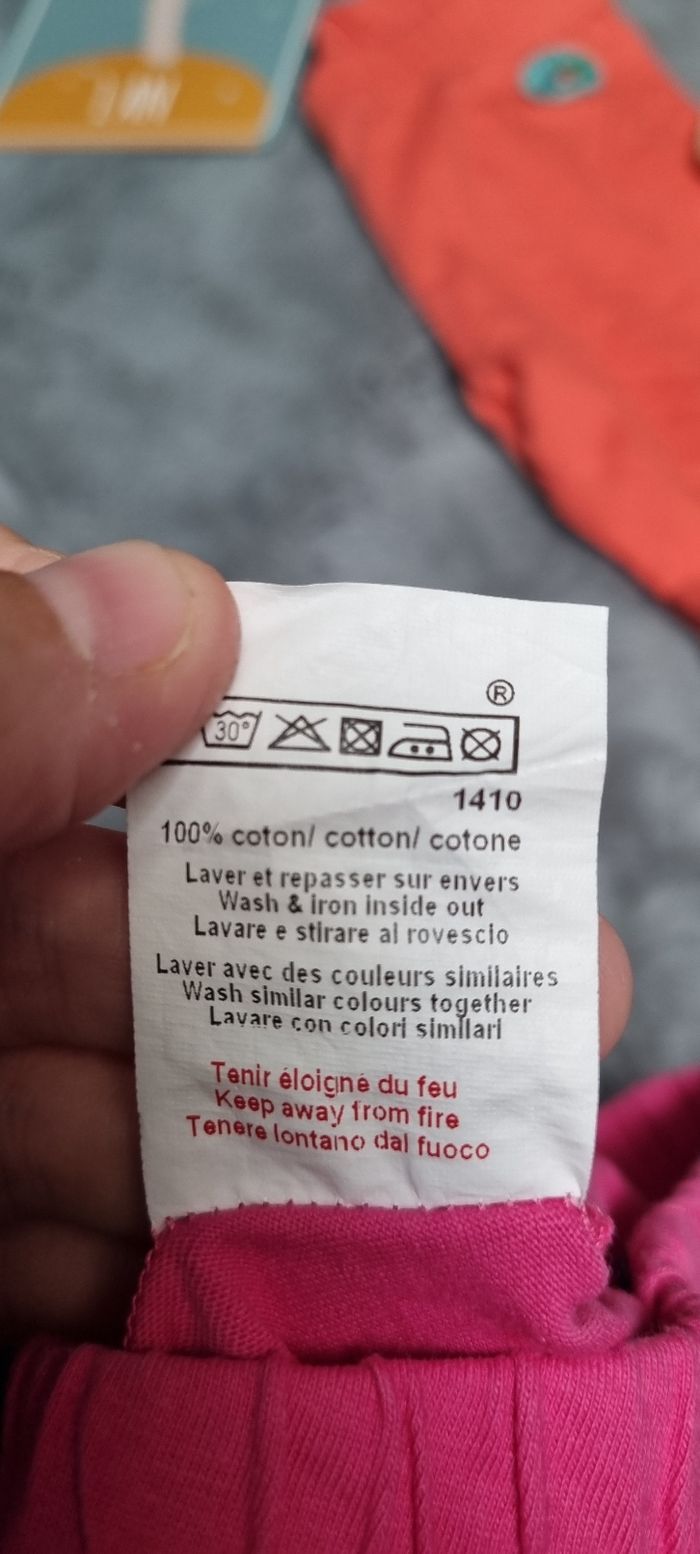 ®
30°
1410
100% coton/ cotton/ cotone
Laver et repasser sur envers
Wash & iron inside out
Lavare e stirare al rovescio
Laver avec des couleurs similaires
Wash similar colours together
Lavare con colori similari
Tenir éloigné du feu
Keep away from fire
Tenere lontano dal fuoco